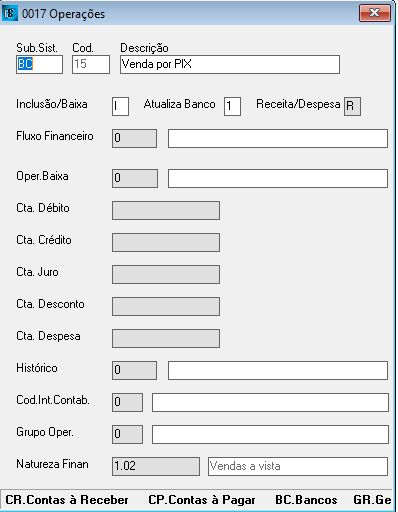 0017 Operações
Sub.Sist. Cod. Descrição
BC 15 Venda por PIX
Inclusão/Baixa I Atualiza Banco 1 Receita/Despesa R
Fluxo Financeiro 0
Oper.Baixa 0
Cta. Débito
Cta. Crédito
Cta. Juro
Cta. Desconto
Cta. Despesa
Histórico 0
Cod.Int.Contab. 0
Grupo Oper. 0
Natureza Finan 1.02 Vendas a vista
CR.Contas à Receber CP.Contas à Pagar BC.Bancos GR.Ge